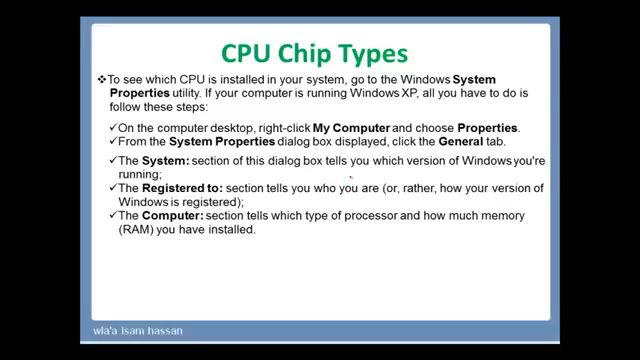 CPU Chip Types
❖To see which CPU is installed in your system, go to the Windows System
Properties utility. If your computer is running Windows XP, all you have to do is
follow these steps:
✓On the computer desktop, right-click My Computer and choose Properties.
✓From the System Properties dialog box displayed, click the General tab.
✓The System: section of this dialog box tells you which version of Windows you're
running;
✓The Registered to: section tells you who you are (or, rather, how your version of
Windows is registered);
✓The Computer: section tells which type of processor and how much memory
(RAM) you have installed.
wla'a isam hassan